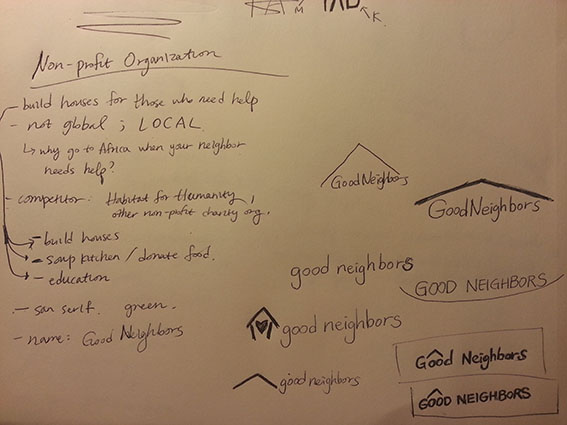 M
K.
Non-profit Organization
- build houses for those who need help
- not global ; LOCAL.
↳ why go to Africa when your neighbor
needs help?
- competitor: Habitat for Humanity,
other non-profit charity org.
- build houses
- soup kitchen / donate food.
- education
- san serif. green.
- name: Good Neighbors
GoodNeighbors
GoodNeighbors
good neighbors
GOOD NEIGHBORS
good neighbors
good neighbors
Good Neighbors
GOOD NEIGHBORS